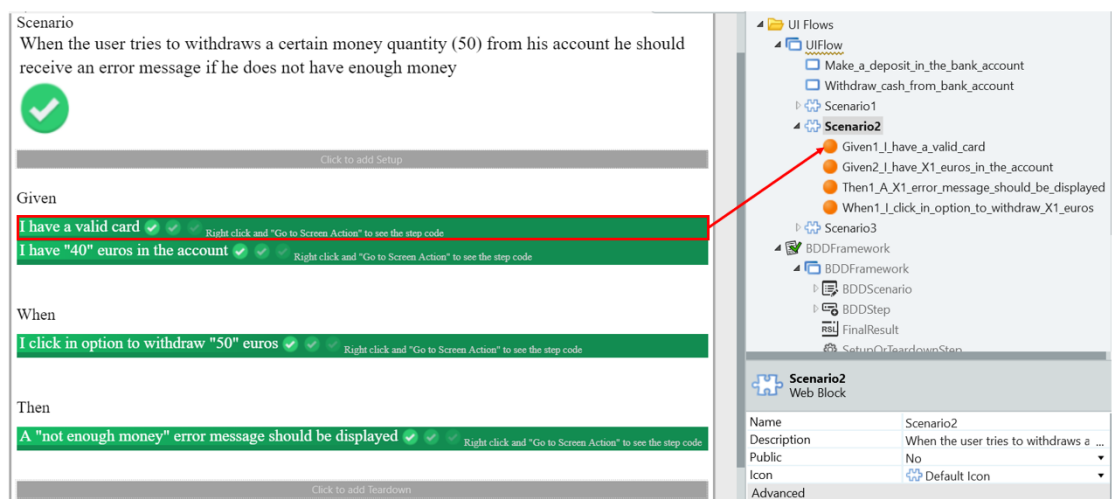 Scenario
When the user tries to withdraws a certain money quantity (50) from his account he should
receive an error message if he does not have enough money
Click to add Setup
Given
I have a valid card Right click and "Go to Screen Action" to see the step code
I have "40" euros in the account Right click and "Go to Screen Action" to see the step code
When
I click in option to withdraw "50" euros Right click and "Go to Screen Action" to see the step code
Then
A "not enough money" error message should be displayed Right click and "Go to Screen Action" to see the step code
Click to add Teardown
UI Flows
UIFlow
Make_a_deposit_in_the_bank_account
Withdraw_cash_from_bank_account
Scenario1
Scenario2
Given1_I_have_a_valid_card
Given2_I_have_X1_euros_in_the_account
Then1_A_X1_error_message_should_be_displayed
When1_I_click_in_option_to_withdraw_X1_euros
Scenario3
BDDFramework
BDDFramework
BDDScenario
BDDStep
RSL FinalResult
SetupOrTeardownStep
Scenario2
Web Block
Name Scenario2
Description When the user tries to withdraws a ...
Public No
Icon Default Icon
Advanced